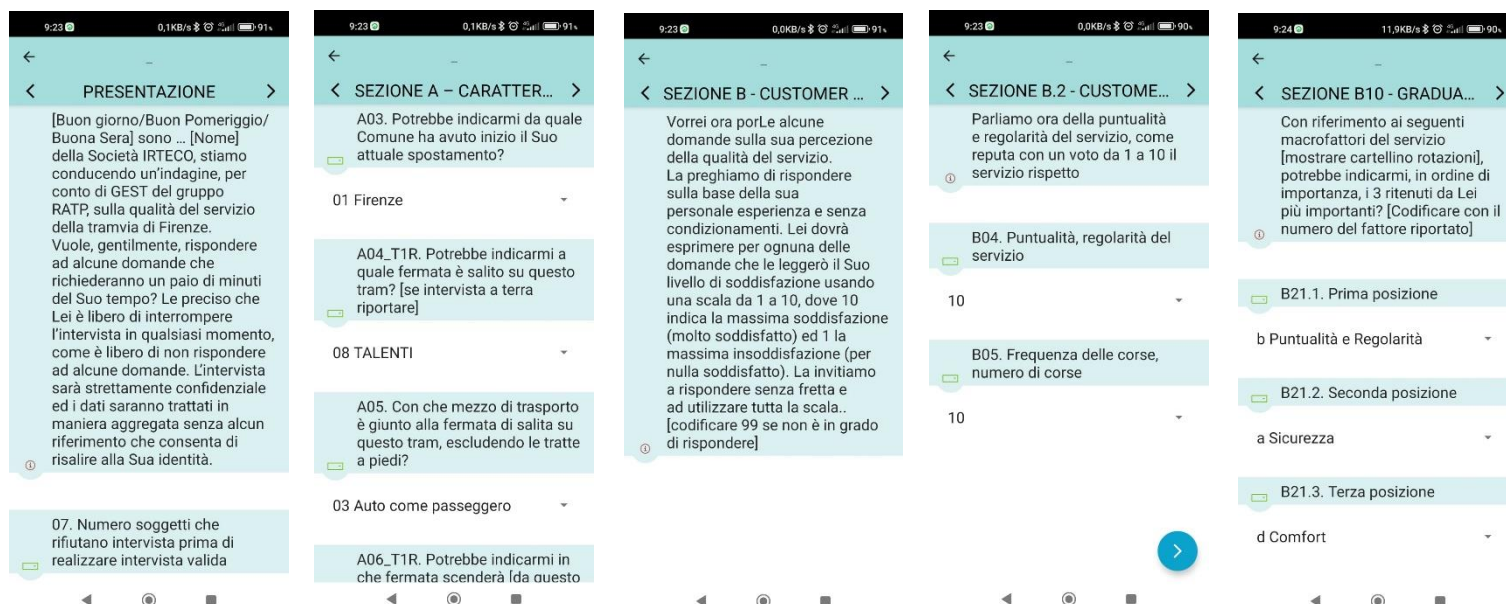 9:23
0,1KB/s
4G
91%
PRESENTAZIONE
[Buon giorno/Buon Pomeriggio/
Buona Sera] sono … [Nome]
della Società IRTECO, stiamo
conducendo un’indagine, per
conto di GEST del gruppo
RATP, sulla qualità del servizio
della tramvia di Firenze.
Vuole, gentilmente, rispondere
ad alcune domande che
richiederanno un paio di minuti
del Suo tempo? Le preciso che
Lei è libero di interrompere
l’intervista in qualsiasi momento,
come è libero di non rispondere
ad alcune domande. L’intervista
sarà strettamente confidenziale
ed i dati saranno trattati in
maniera aggregata senza alcun
riferimento che consenta di
risalire alla Sua identità.
07. Numero soggetti che
rifiutano intervista prima di
realizzare intervista valida
9:23
0,1KB/s
4G
91%
SEZIONE A – CARATTER...
A03. Potrebbe indicarmi da quale
Comune ha avuto inizio il Suo
attuale spostamento?
01 Firenze
A04_T1R. Potrebbe indicarmi a
quale fermata è salito su questo
tram? [se intervista a terra
riportare]
08 TALENTI
A05. Con che mezzo di trasporto
è giunto alla fermata di salita su
questo tram, escludendo le tratte
a piedi?
03 Auto come passeggero
A06_T1R. Potrebbe indicarmi in
che fermata scenderà [da questo
9:23
0,0KB/s
4G
91%
SEZIONE B - CUSTOMER ...
Vorrei ora porLe alcune
domande sulla sua percezione
della qualità del servizio.
La preghiamo di rispondere
sulla base della sua
personale esperienza e senza
condizionamenti. Lei dovrà
esprimere per ognuna delle
domande che le leggerò il Suo
livello di soddisfazione usando
una scala da 1 a 10, dove 10
indica la massima soddisfazione
(molto soddisfatto) ed 1 la
massima insoddisfazione (per
nulla soddisfatto). La invitiamo
a rispondere senza fretta e
ad utilizzare tutta la scala..
[codificare 99 se non è in grado
di rispondere]
9:23
0,0KB/s
4G
90%
SEZIONE B.2 - CUSTOME...
Parliamo ora della puntualità
e regolarità del servizio, come
reputa con un voto da 1 a 10 il
servizio rispetto
B04. Puntualità, regolarità del
servizio
10
B05. Frequenza delle corse,
numero di corse
10
9:24
11,9KB/s
4G
90%
SEZIONE B10 - GRADUA...
Con riferimento ai seguenti
macrofattori del servizio
[mostrare cartellino rotazioni],
potrebbe indicarmi, in ordine di
importanza, i 3 ritenuti da Lei
più importanti? [Codificare con il
numero del fattore riportato]
B21.1. Prima posizione
b Puntualità e Regolarità
B21.2. Seconda posizione
a Sicurezza
B21.3. Terza posizione
d Comfort